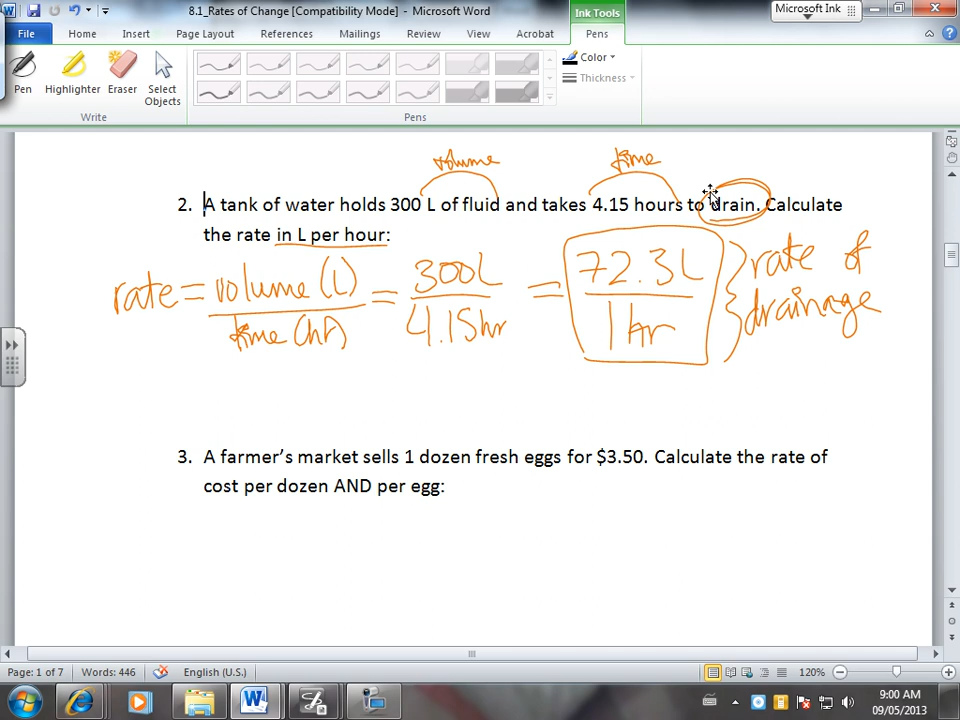 8.1_Rates of Change [Compatibility Mode] - Microsoft Word
Ink Tools
Microsoft Ink
File Home Insert Page Layout References Mailings Review View Acrobat Pens
Pen Highlighter Eraser Select Objects
Color
Thickness
Write Pens
volume time
2. A tank of water holds 300 L of fluid and takes 4.15 hours to drain. Calculate
the rate in L per hour:
rate = volume (L) / time (hr) = 300L / 4.15hr = 72.3L / 1 hr } rate of drainage
3. A farmer's market sells 1 dozen fresh eggs for $3.50. Calculate the rate of
cost per dozen AND per egg:
Page: 1 of 7 Words: 446 English (U.S.) 120%
9:00 AM
09/05/2013